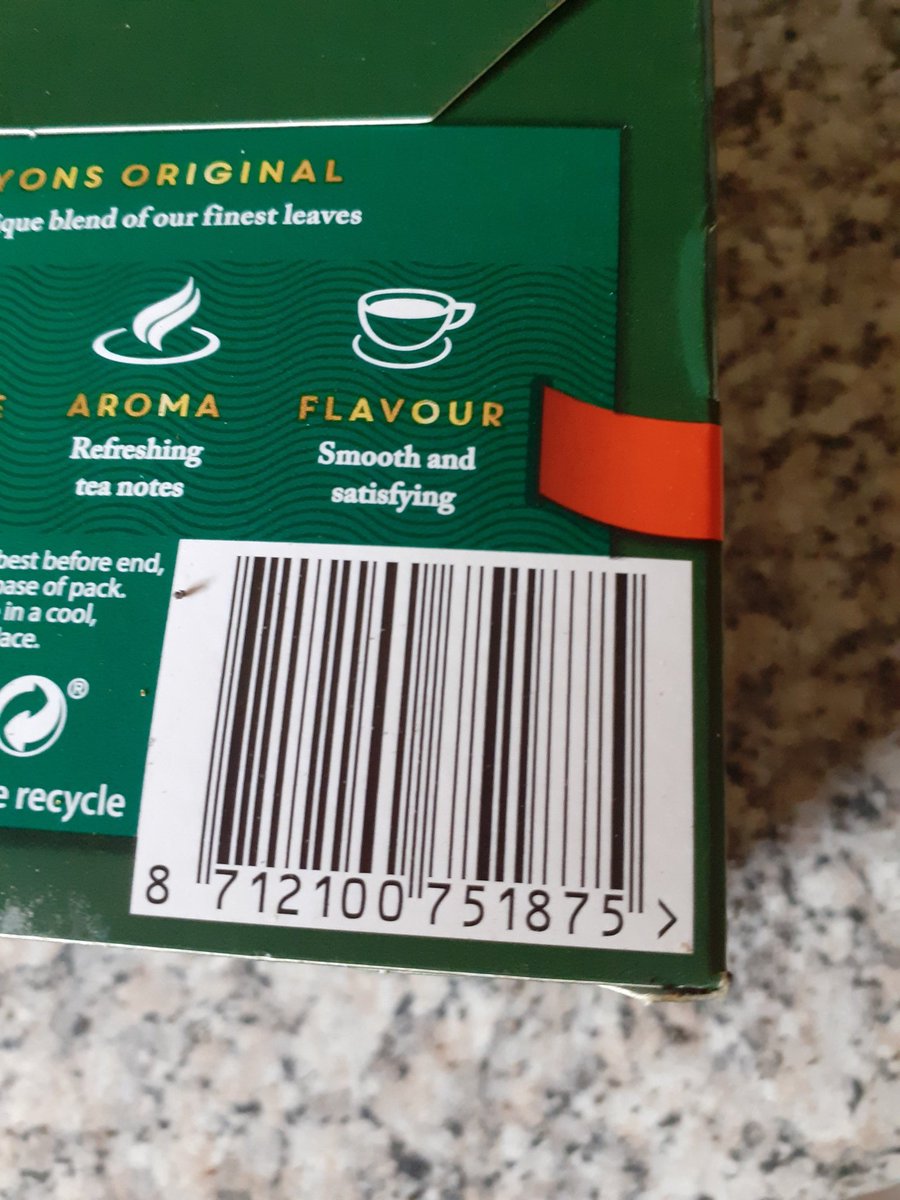 YONS ORIGINAL
ique blend of our finest leaves
E
AROMA
FLAVOUR
Refreshing
tea notes
Smooth and
satisfying
best before end,
base of pack.
in a cool,
lace.
®
e recycle
8 712100 751875 >